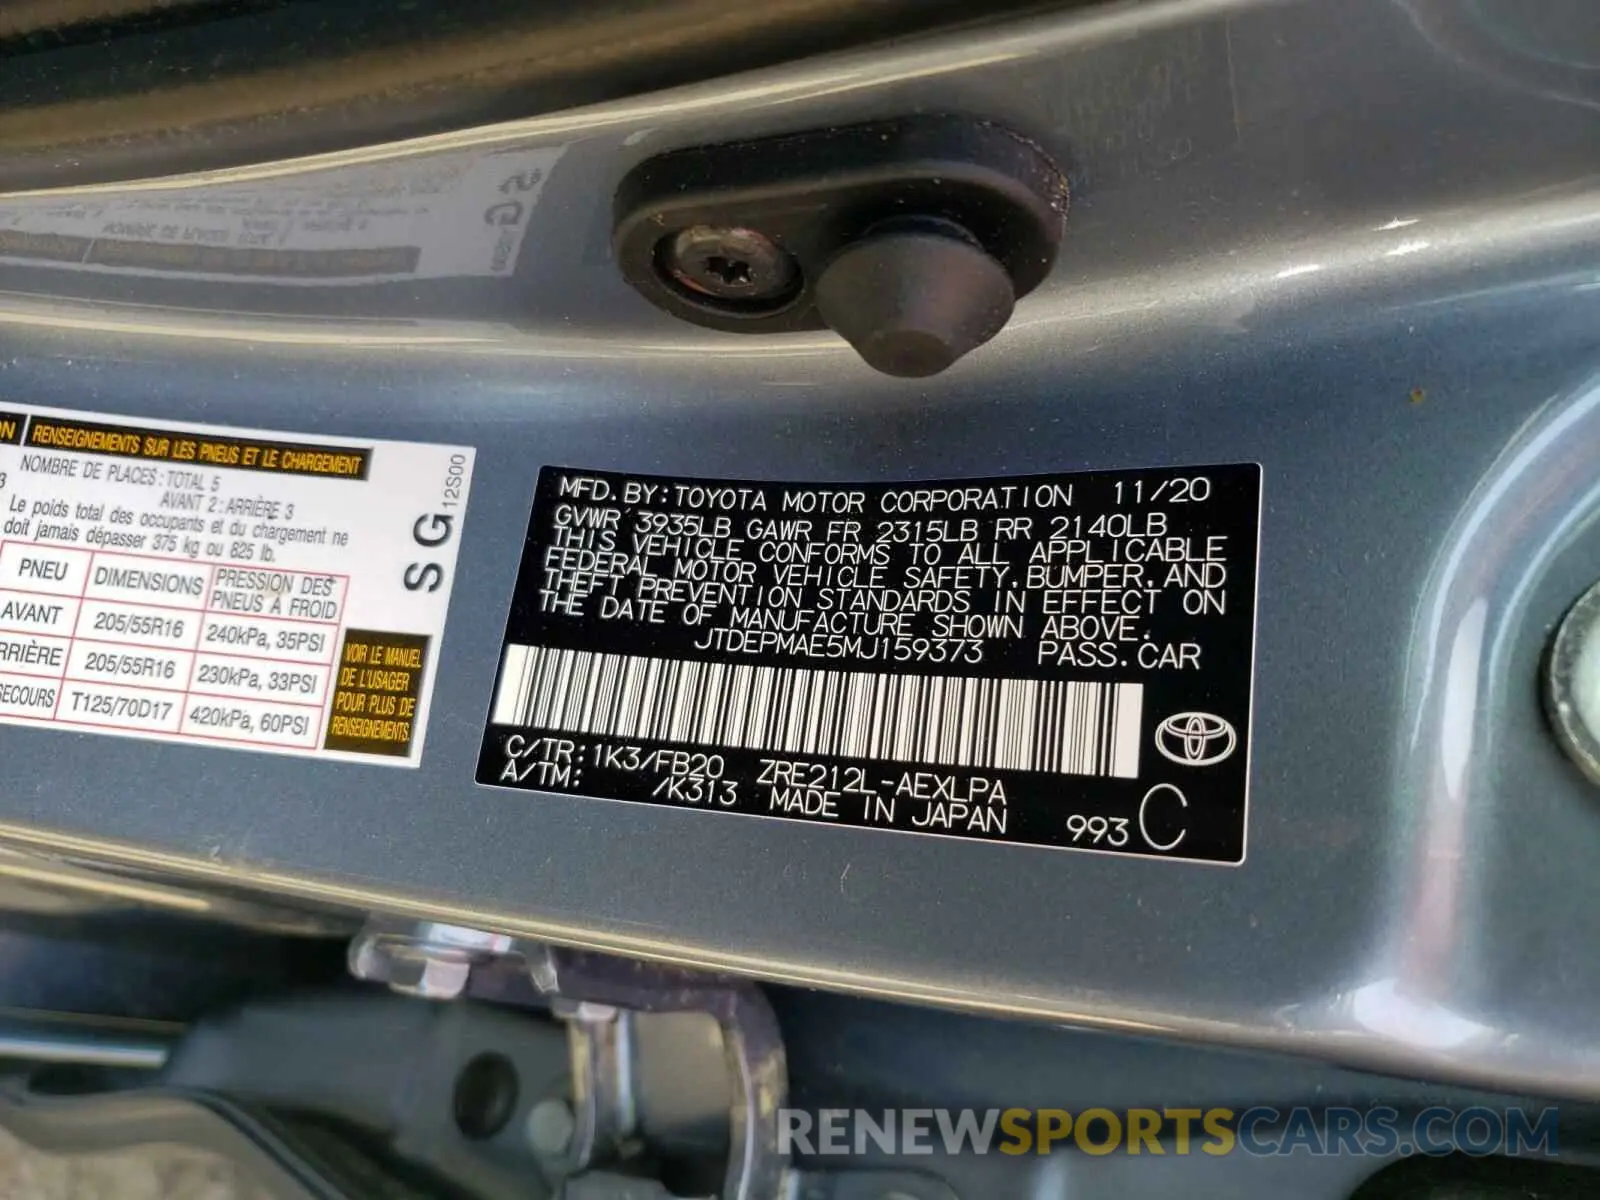 ON RENSEIGNEMENTS SUR LES PNEUS ET LE CHARGEMENT
NOMBRE DE PLACES : TOTAL 5
AVANT 2 : ARRIÈRE 3
Le poids total des occupants et du chargement ne
doit jamais dépasser 375 kg ou 825 lb.
PNEU DIMENSIONS PRESSION DES PNEUS À FROID
AVANT 205/55R16 240kPa, 35PSI
RRIÈRE 205/55R16 230kPa, 33PSI
SECOURS T125/70D17 420kPa, 60PSI
VOIR LE MANUEL
DE L'USAGER
POUR PLUS DE
RENSEIGNEMENTS.
SG
12S00
MFD. BY: TOYOTA MOTOR CORPORATION 11/20
GVWR 3935LB GAWR FR 2315LB RR 2140LB
THIS VEHICLE CONFORMS TO ALL APPLICABLE
FEDERAL MOTOR VEHICLE SAFETY, BUMPER, AND
THEFT PREVENTION STANDARDS IN EFFECT ON
THE DATE OF MANUFACTURE SHOWN ABOVE.
JTDEPMAE5MJ159373 PASS. CAR
C/TR: 1K3/FB20 ZRE212L-AEXLPA
A/TM: /K313 MADE IN JAPAN 993 C
RENEWSPORTSCARS.COM